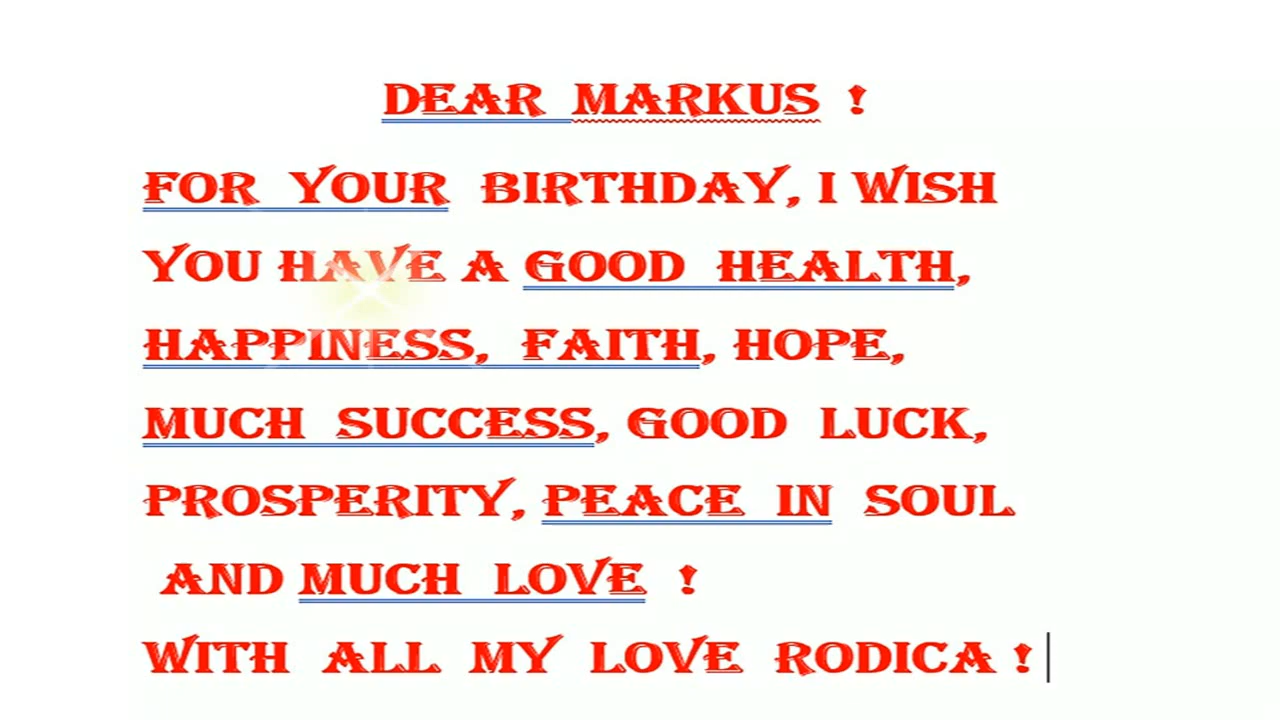 DEAR MARKUS !
FOR YOUR BIRTHDAY, I WISH
YOU HAVE A GOOD HEALTH,
HAPPINESS, FAITH, HOPE,
MUCH SUCCESS, GOOD LUCK,
PROSPERITY, PEACE IN SOUL
AND MUCH LOVE !
WITH ALL MY LOVE RODICA !